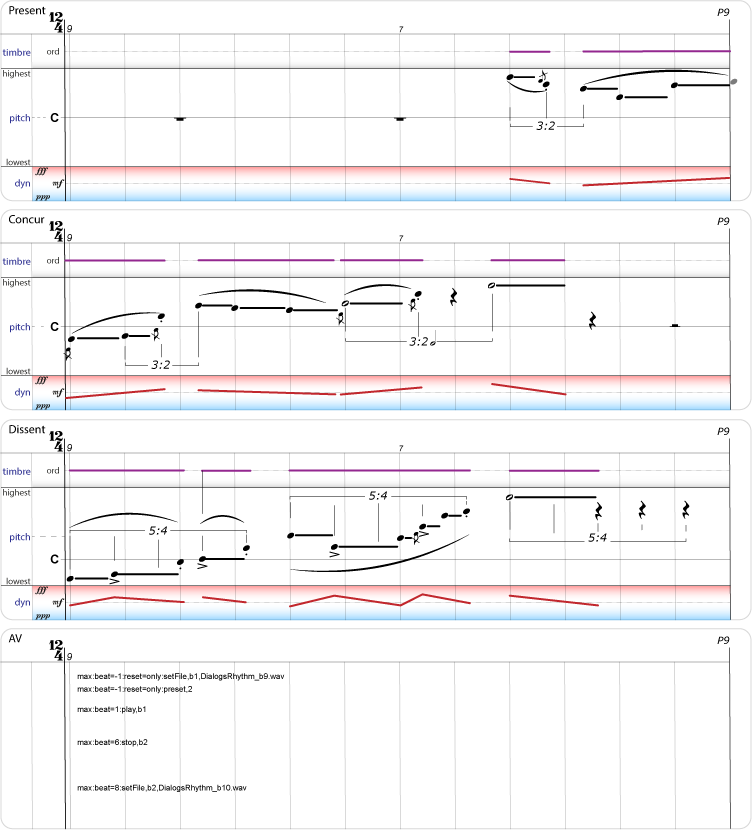 Present
P9
12
4
9
7
timbre
ord
highest
pitch
C
3:2
lowest
fff
dyn
mf
ppp
Concur
P9
12
4
9
7
timbre
ord
highest
pitch
C
3:2
3:2
lowest
fff
dyn
mf
ppp
Dissent
P9
12
4
9
7
timbre
ord
highest
5:4
5:4
pitch
5:4
C
lowest
fff
dyn
mf
ppp
AV
P9
12
4
9
max:beat=-1:reset=only:setFile,b1,DialogsRhythm_b9.wav
max:beat=-1:reset=only:preset,2
max:beat=1:play,b1
max:beat=6:stop,b2
max:beat=8:setFile,b2,DialogsRhythm_b10.wav